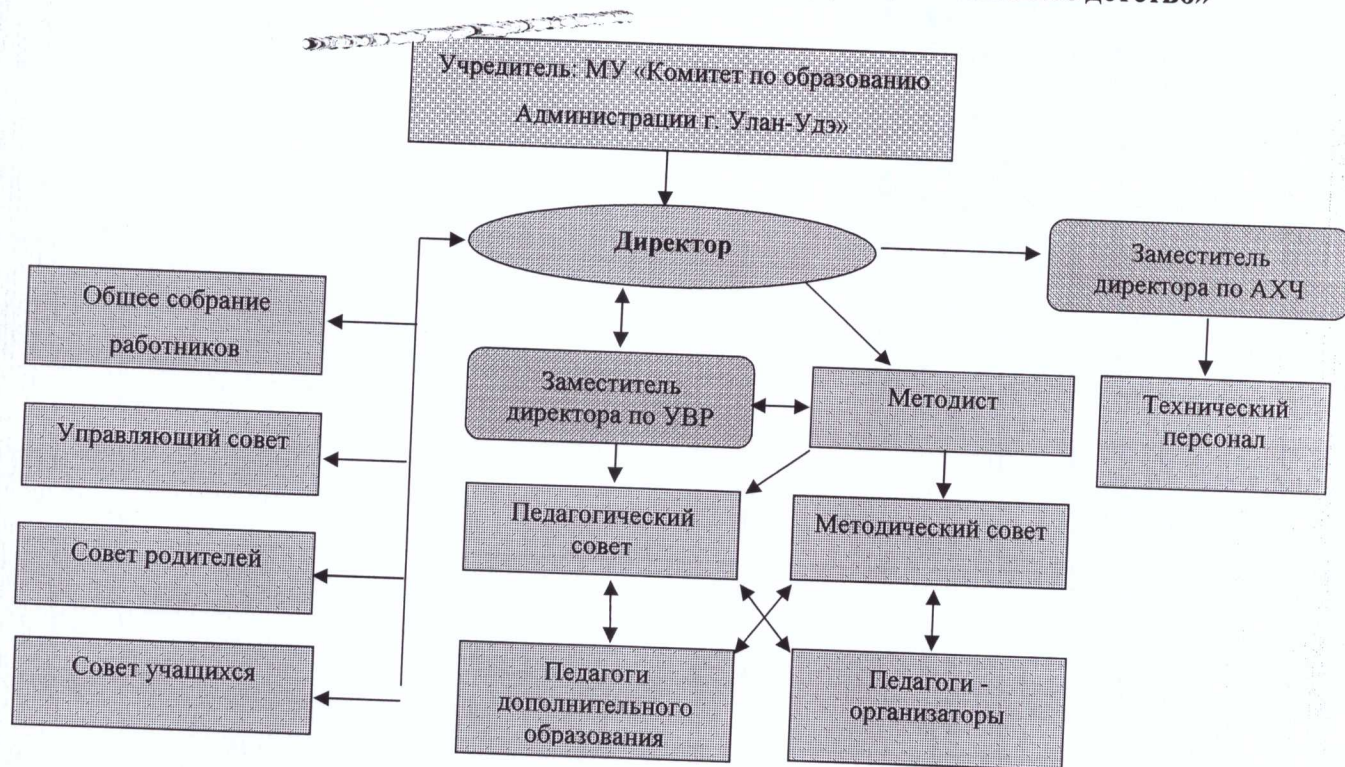 Учредитель: МУ «Комитет по образованию
Администрации г. Улан-Удэ»
Директор
Заместитель
директора по АХЧ
Общее собрание
работников
Заместитель
директора по УВР
Методист
Технический
персонал
Управляющий совет
Педагогический
совет
Методический совет
Совет родителей
Совет учащихся
Педагоги
дополнительного
образования
Педагоги -
организаторы